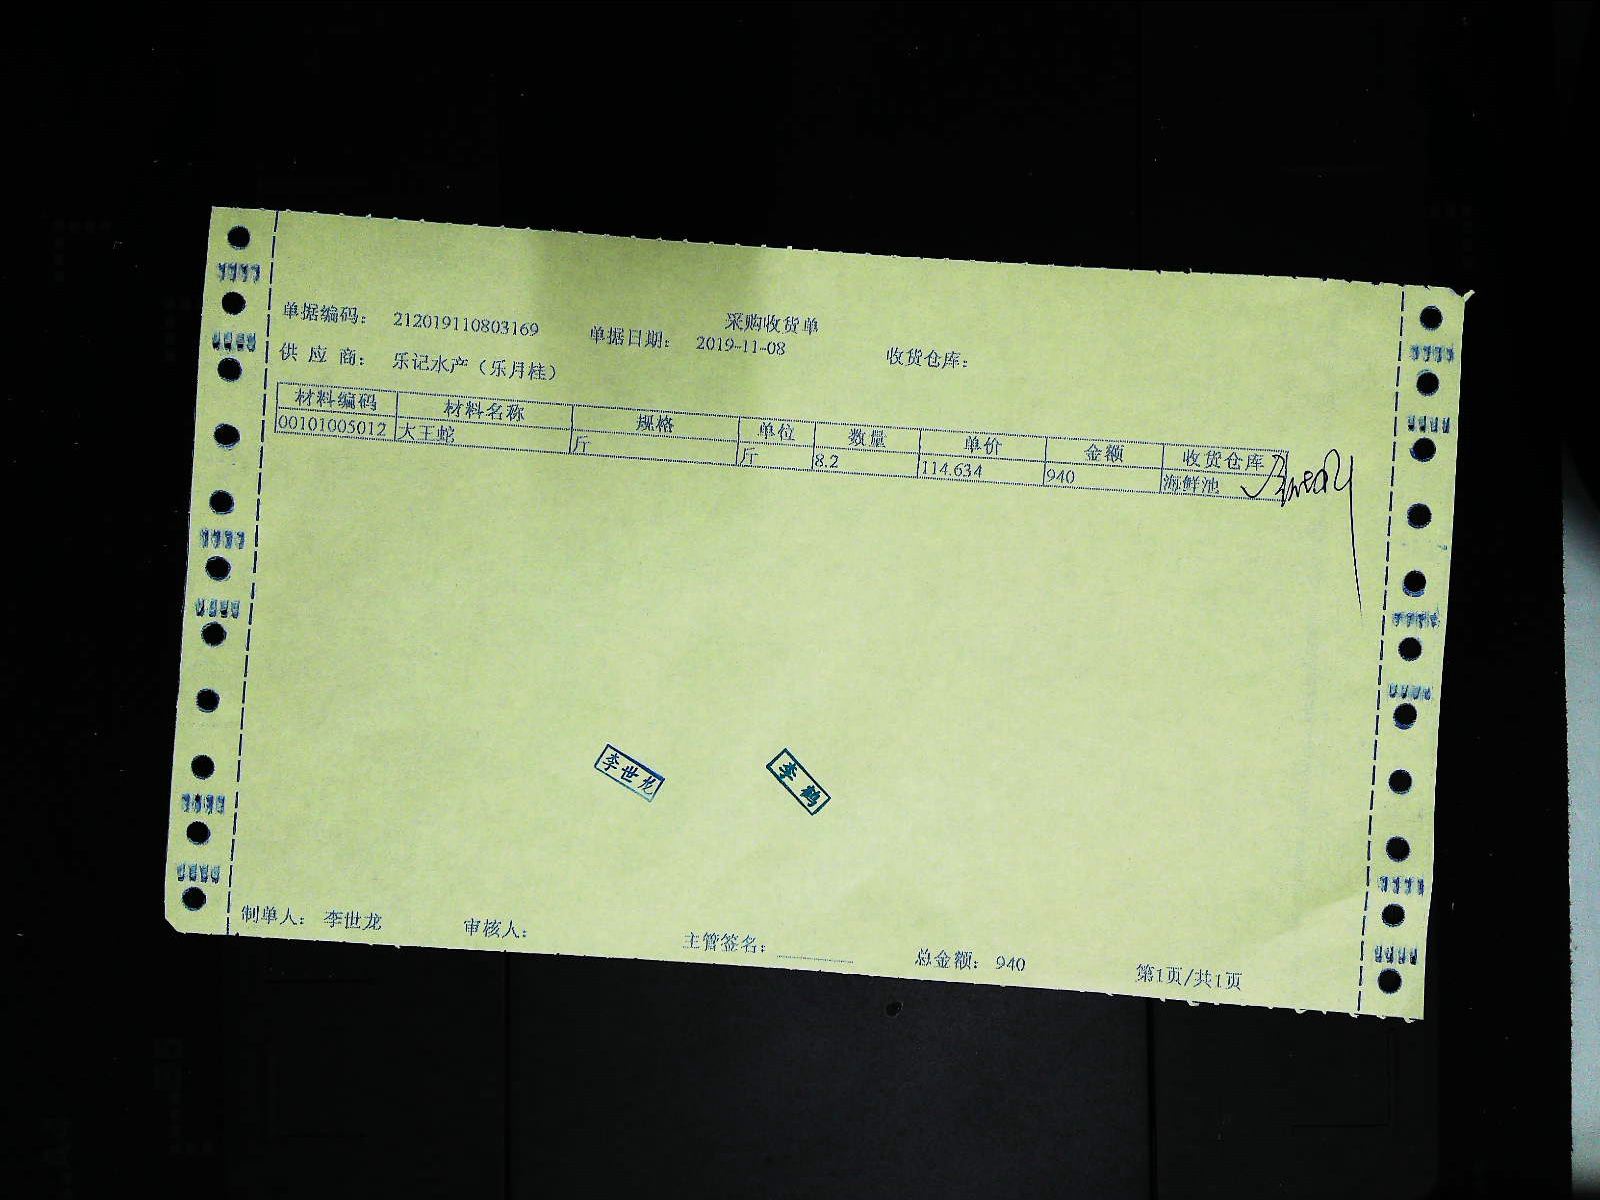 采购收货单
单据编码: 212019110803169 单据日期: 2019-11-08 收货仓库:
供应商: 乐记水产（乐月桂）
材料编码 材料名称 规格 单位 数量 单价 金额 收货仓库
00101005012 大王蛇 斤 斤 8.2 114.634 940 海鲜池
李世龙 李鹤
制单人: 李世龙 审核人: 主管签名: 总金额: 940 第1页/共1页